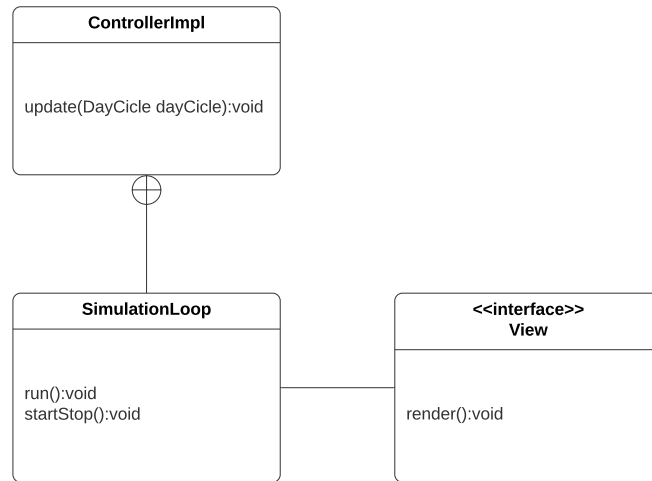 ControllerImpl
update(DayCicle dayCicle):void
SimulationLoop
run():void
startStop():void
<<interface>>
View
render():void